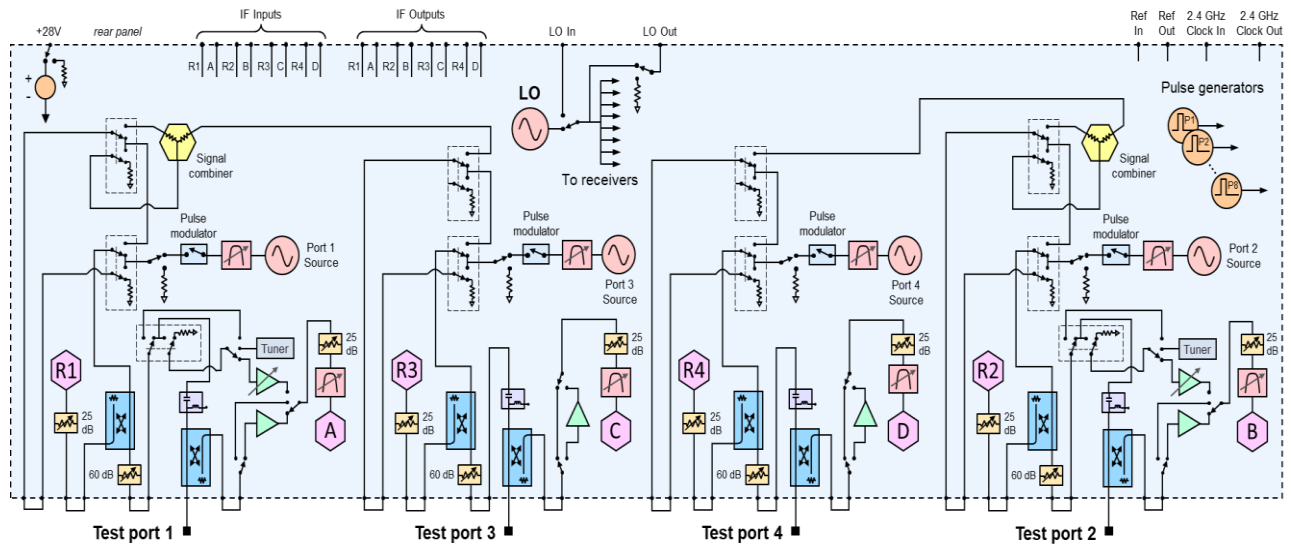 IF Inputs
IF Outputs
+28V
rear panel
LO In
LO Out
Ref In
Ref Out
2.4 GHz Clock In
2.4 GHz Clock Out
R1 A R2 B R3 C R4 D
R1 A R2 B R3 C R4 D
+
-
LO
To receivers
Pulse generators
P1
P2
P8
Signal combiner
Signal combiner
Pulse modulator
Port 1 Source
Pulse modulator
Port 3 Source
Pulse modulator
Port 4 Source
Pulse modulator
Port 2 Source
Tuner
25 dB
R1
25 dB
60 dB
A
R3
25 dB
60 dB
25 dB
C
R4
25 dB
60 dB
25 dB
D
R2
25 dB
60 dB
Tuner
25 dB
B
Test port 1
Test port 3
Test port 4
Test port 2